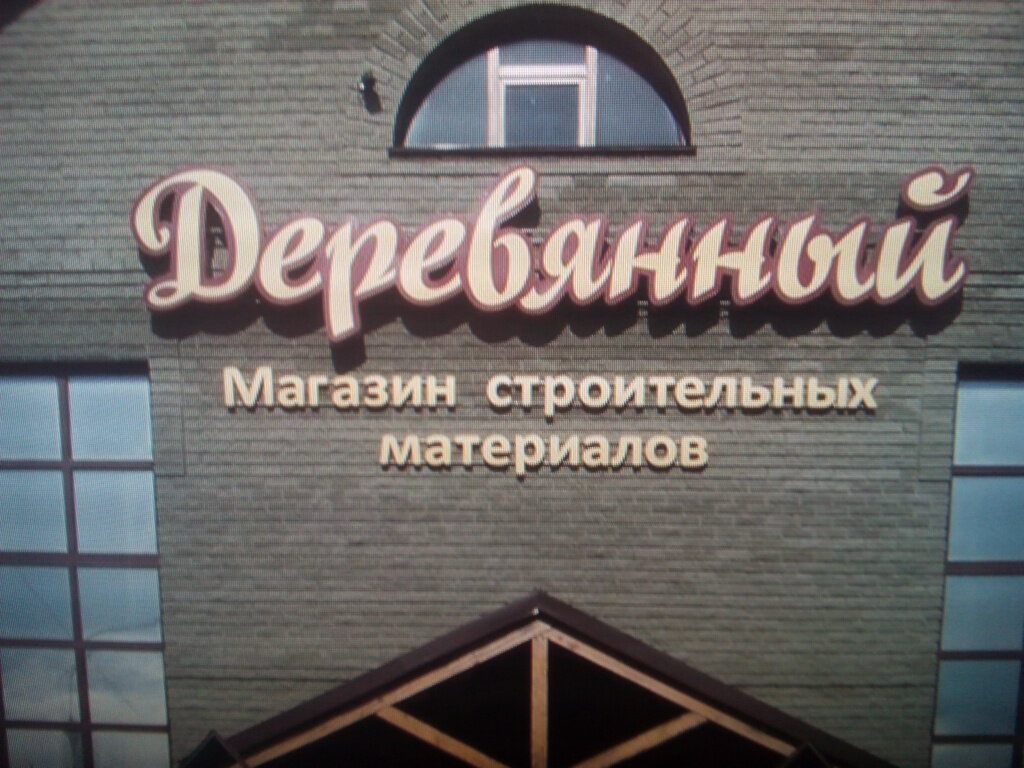 Деревянный
Магазин строительных
материалов